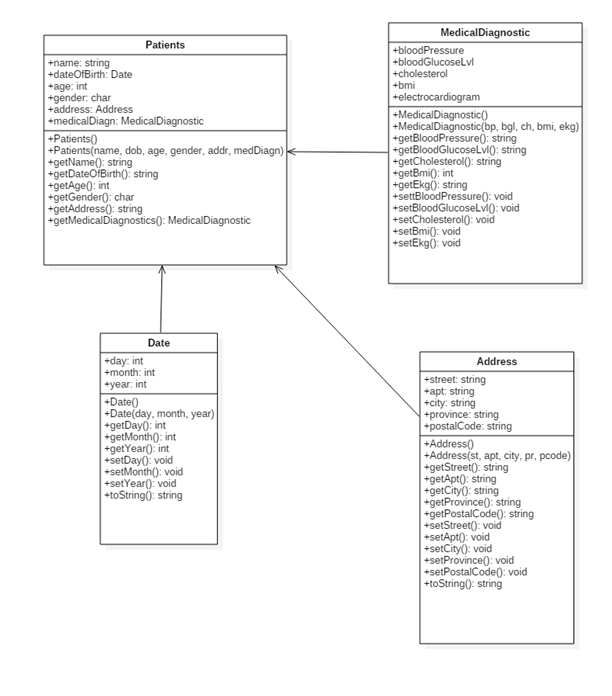 Patients
+name: string
+dateOfBirth: Date
+age: int
+gender: char
+address: Address
+medicalDiagn: MedicalDiagnostic
+Patients()
+Patients(name, dob, age, gender, addr, medDiagn)
+getName(): string
+getDateOfBirth(): string
+getAge(): int
+getGender(): char
+getAddress(): string
+getMedicalDiagnostics(): MedicalDiagnostic
MedicalDiagnostic
+bloodPressure
+bloodGlucoseLvl
+cholesterol
+bmi
+electrocardiogram
+MedicalDiagnostic()
+MedicalDiagnostic(bp, bgl, ch, bmi, ekg)
+getBloodPressure(): string
+getBloodGlucoseLvl(): string
+getCholesterol(): string
+getBmi(): int
+getEkg(): string
+settBloodPressure(): void
+setBloodGlucoseLvl(): void
+setCholesterol(): void
+setBmi(): void
+setEkg(): void
Date
+day: int
+month: int
+year: int
+Date()
+Date(day, month, year)
+getDay(): int
+getMonth(): int
+getYear(): int
+setDay(): void
+setMonth(): void
+setYear(): void
+toString(): string
Address
+street: string
+apt: string
+city: string
+province: string
+postalCode: string
+Address()
+Address(st, apt, city, pr, pcode)
+getStreet(): string
+getApt(): string
+getCity(): string
+getProvince(): string
+getPostalCode(): string
+setStreet(): void
+setApt(): void
+setCity(): void
+setProvince(): void
+setPostalCode(): void
+toString(): string